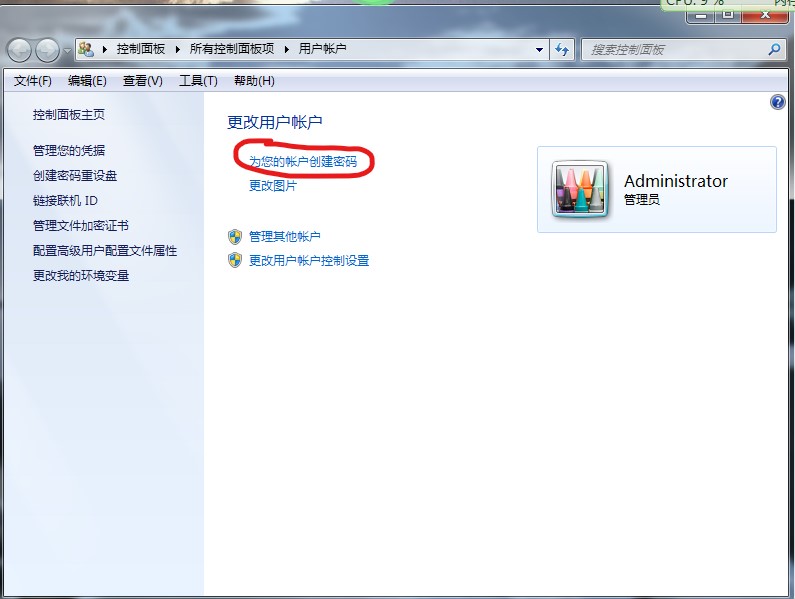 CPU: 9 %
控制面板 所有控制面板项 用户帐户 搜索控制面板
文件(F) 编辑(E) 查看(V) 工具(T) 帮助(H)
控制面板主页
管理您的凭据
创建密码重设盘
链接联机 ID
管理文件加密证书
配置高级用户配置文件属性
更改我的环境变量
更改用户帐户
为您的帐户创建密码
更改图片
管理其他帐户
更改用户帐户控制设置
Administrator
管理员